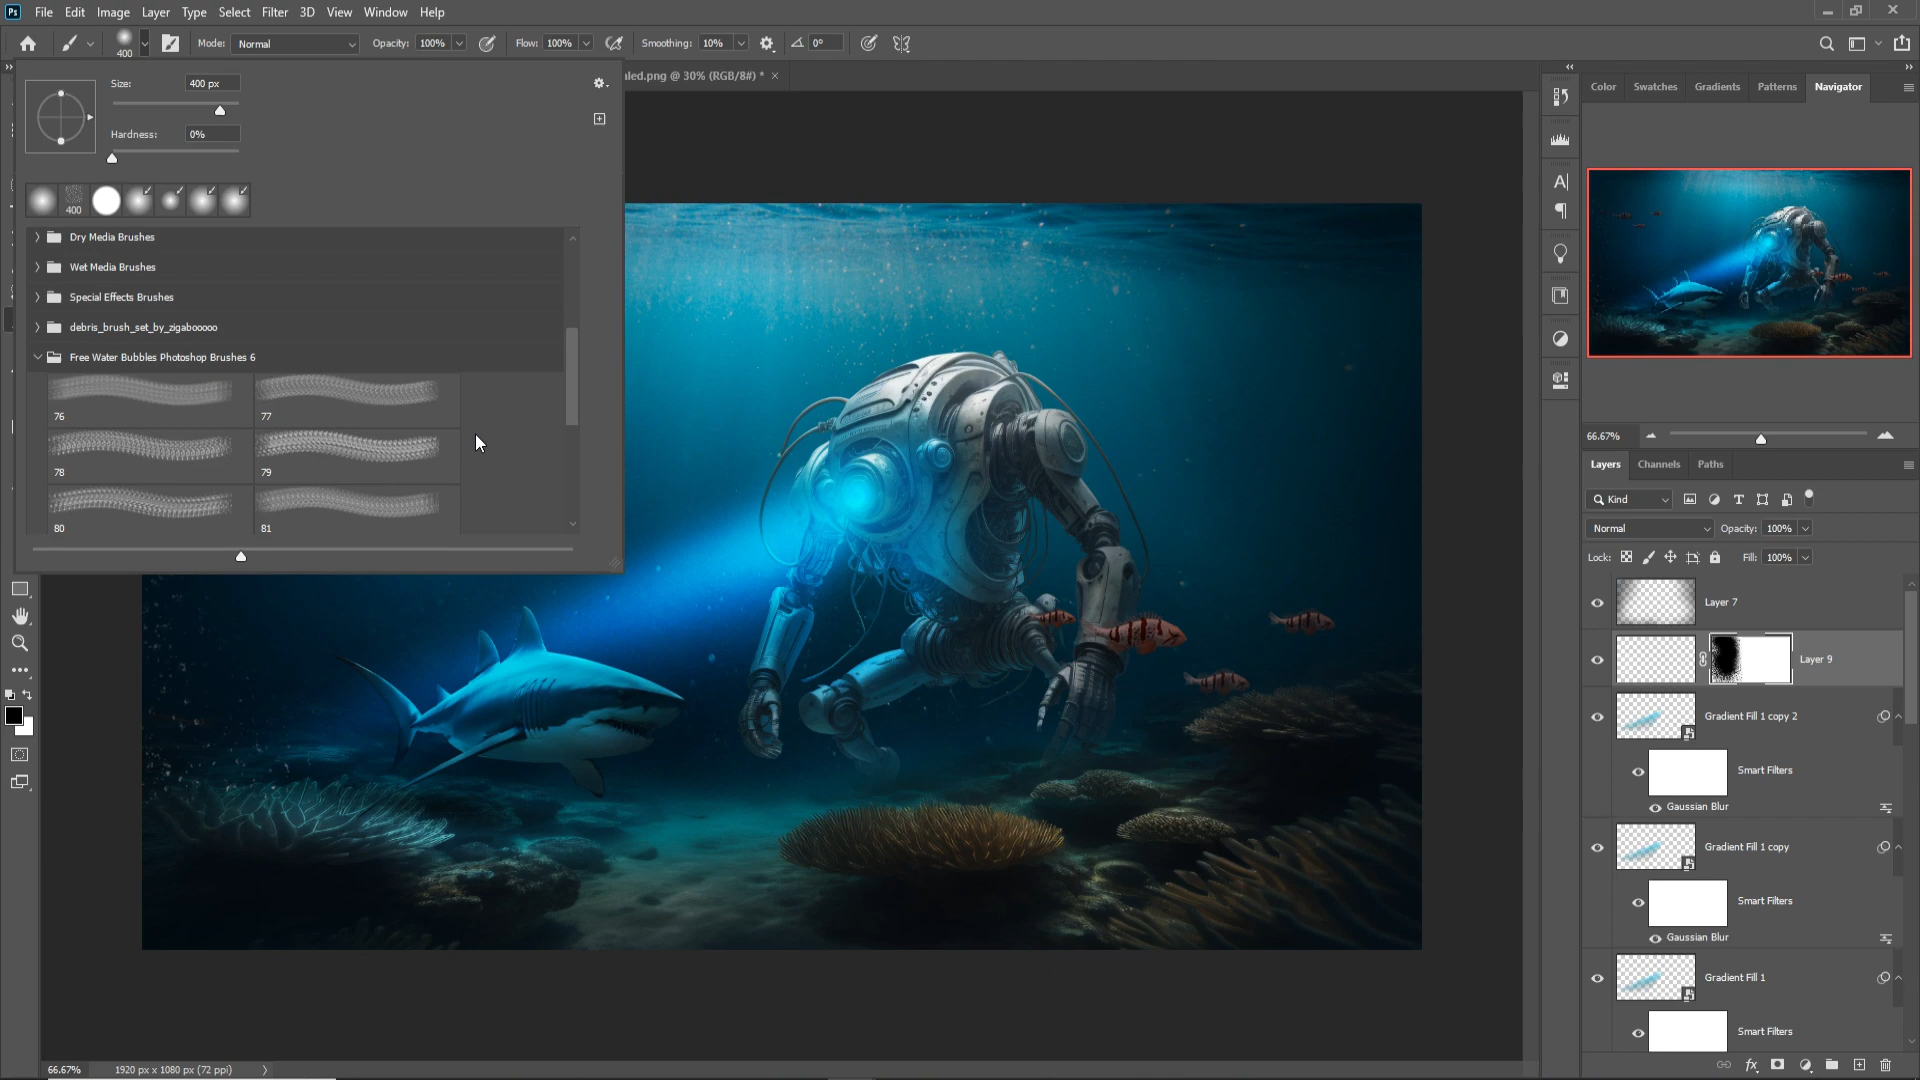 Ps File Edit Image Layer Type Select Filter 3D View Window Help
400 Mode: Normal Opacity: 100% Flow: 100% Smoothing: 10% 0°
Size: 400 px
Hardness: 0%
400
Dry Media Brushes
Wet Media Brushes
Special Effects Brushes
debris_brush_set_by_zigabooooo
Free Water Bubbles Photoshop Brushes 6
76 77
78 79
80 81
aled.png @ 30% (RGB/8#) * ×
Color Swatches Gradients Patterns Navigator
66.67%
Layers Channels Paths
Kind
Normal Opacity: 100%
Lock: Fill: 100%
Layer 7
Layer 9
Gradient Fill 1 copy 2
Smart Filters
Gaussian Blur
Gradient Fill 1 copy
Smart Filters
Gaussian Blur
Gradient Fill 1
Smart Filters
66.67% 1920 px x 1080 px (72 ppi)